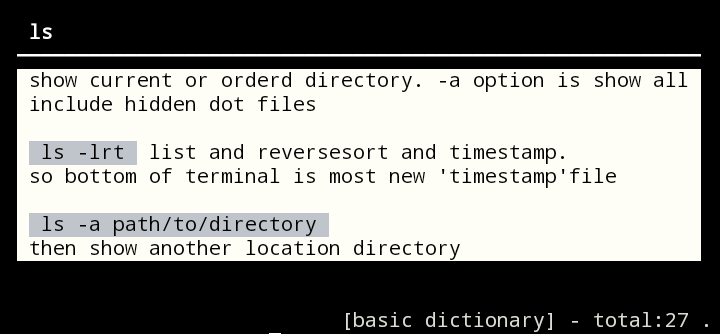 ls
show current or orderd directory. -a option is show all
include hidden dot files
ls -lrt list and reversesort and timestamp.
so bottom of terminal is most new 'timestamp'file
ls -a path/to/directory
then show another location directory
[basic dictionary] - total:27 .